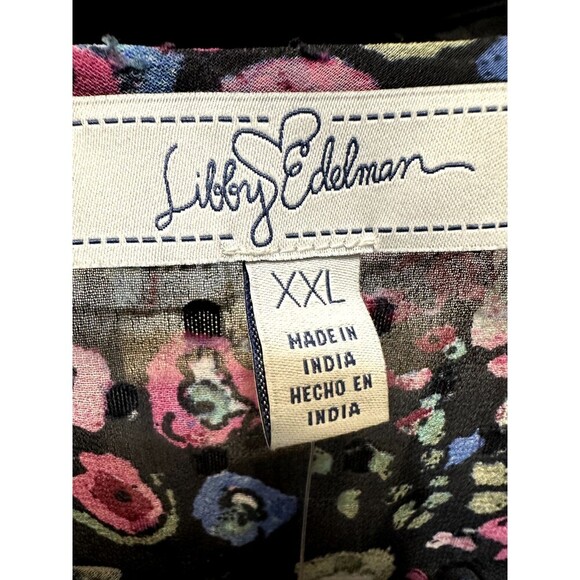 Libby Edelman
XXL
MADE IN
INDIA
HECHO EN
INDIA